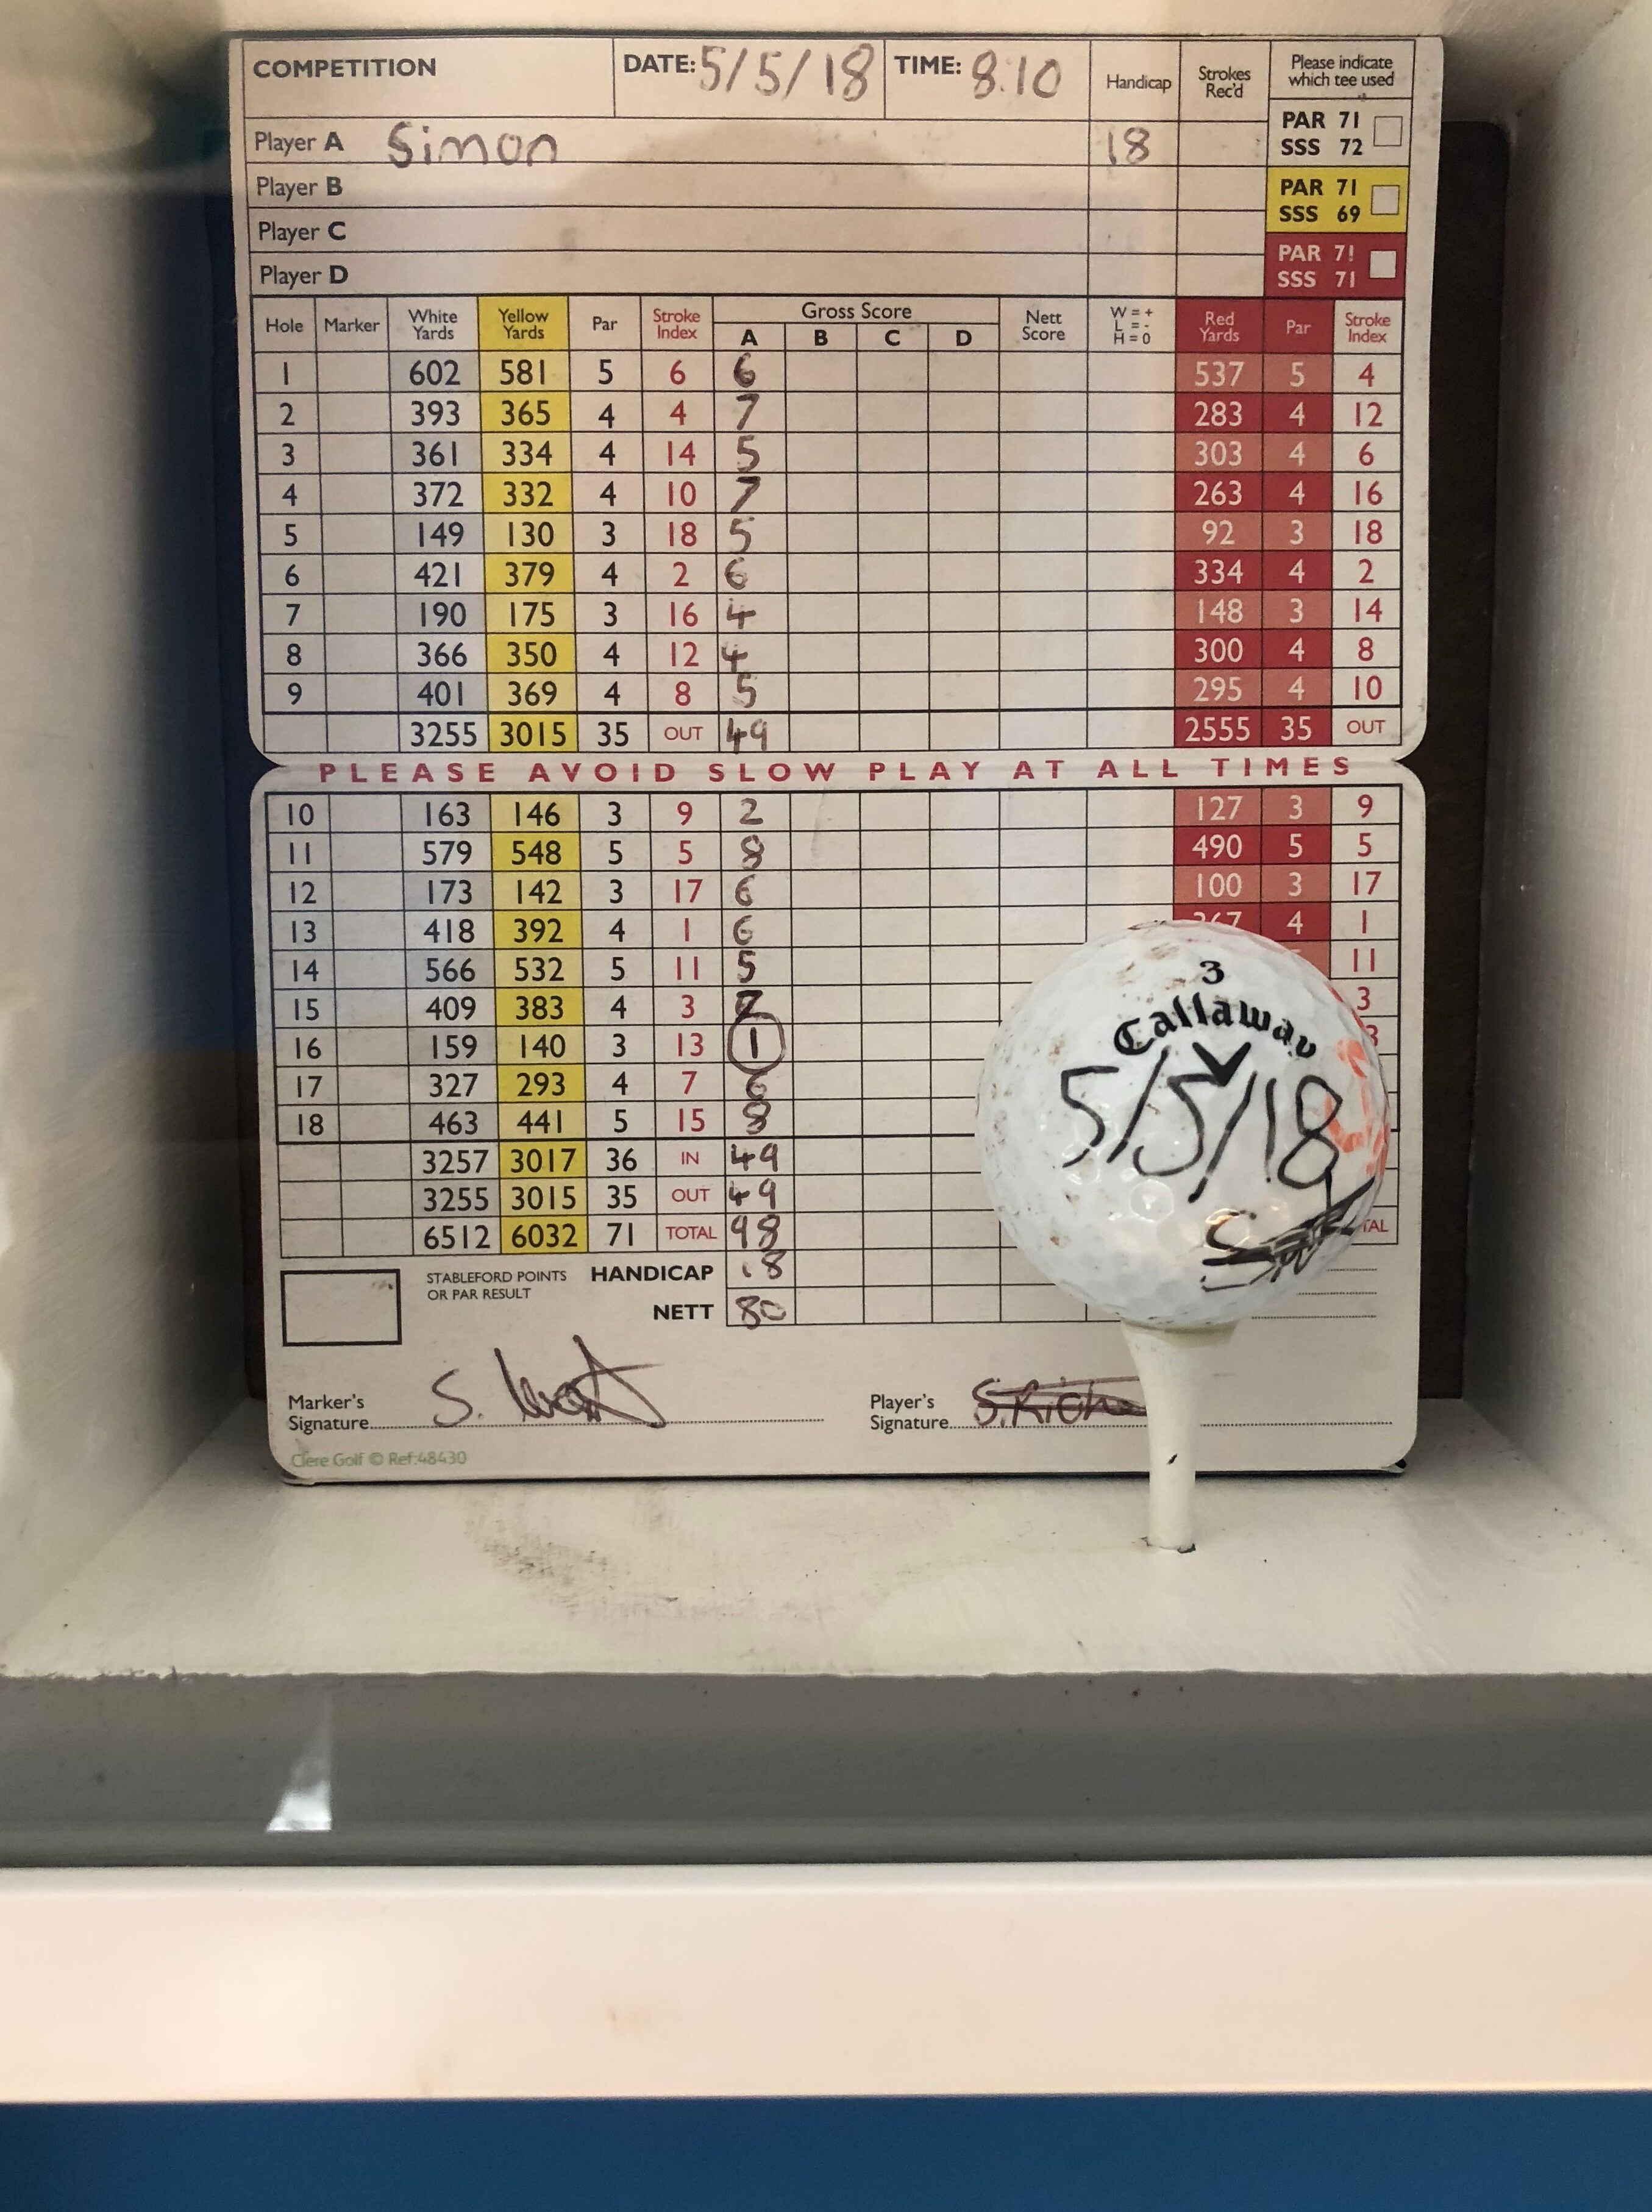 COMPETITION DATE: 5/5/18 TIME: 8.10 Handicap Strokes Rec'd Please indicate which tee used
Player A Simon 18 PAR 71 SSS 72
Player B PAR 71 SSS 69
Player C
Player D PAR 71 SSS 71
Hole Marker White Yards Yellow Yards Par Stroke Index Gross Score Nett Score W = + L = - H = 0 Red Yards Par Stroke Index
A B C D
1 602 581 5 6 6 537 5 4
2 393 365 4 4 7 283 4 12
3 361 334 4 14 5 303 4 6
4 372 332 4 10 7 263 4 16
5 149 130 3 18 5 92 3 18
6 421 379 4 2 6 334 4 2
7 190 175 3 16 4 148 3 14
8 366 350 4 12 4 300 4 8
9 401 369 4 8 5 295 4 10
3255 3015 35 OUT 49 2555 35 OUT
PLEASE AVOID SLOW PLAY AT ALL TIMES
10 163 146 3 9 2 127 3 9
11 579 548 5 5 8 490 5 5
12 173 142 3 17 6 100 3 17
13 418 392 4 1 6 4 1
14 566 532 5 11 5 11
15 409 383 4 3 7 3
16 159 140 3 13 1
17 327 293 4 7 6
18 463 441 5 15 8
3257 3017 36 IN 49
3255 3015 35 OUT 49
6512 6032 71 TOTAL 98
STABLEFORD POINTS OR PAR RESULT HANDICAP 18
NETT 80
Marker's Signature S.
Player's Signature
Clere Golf © Ref:48430
3
Callaway
5/5/18